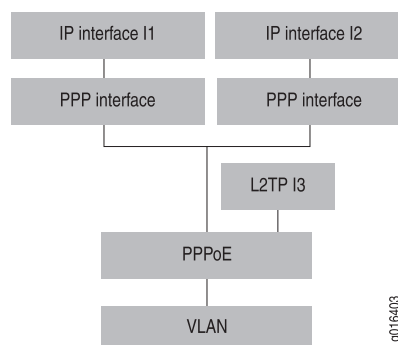 IP interface I1
IP interface I2
PPP interface
PPP interface
L2TP I3
PPPoE
VLAN
g016403